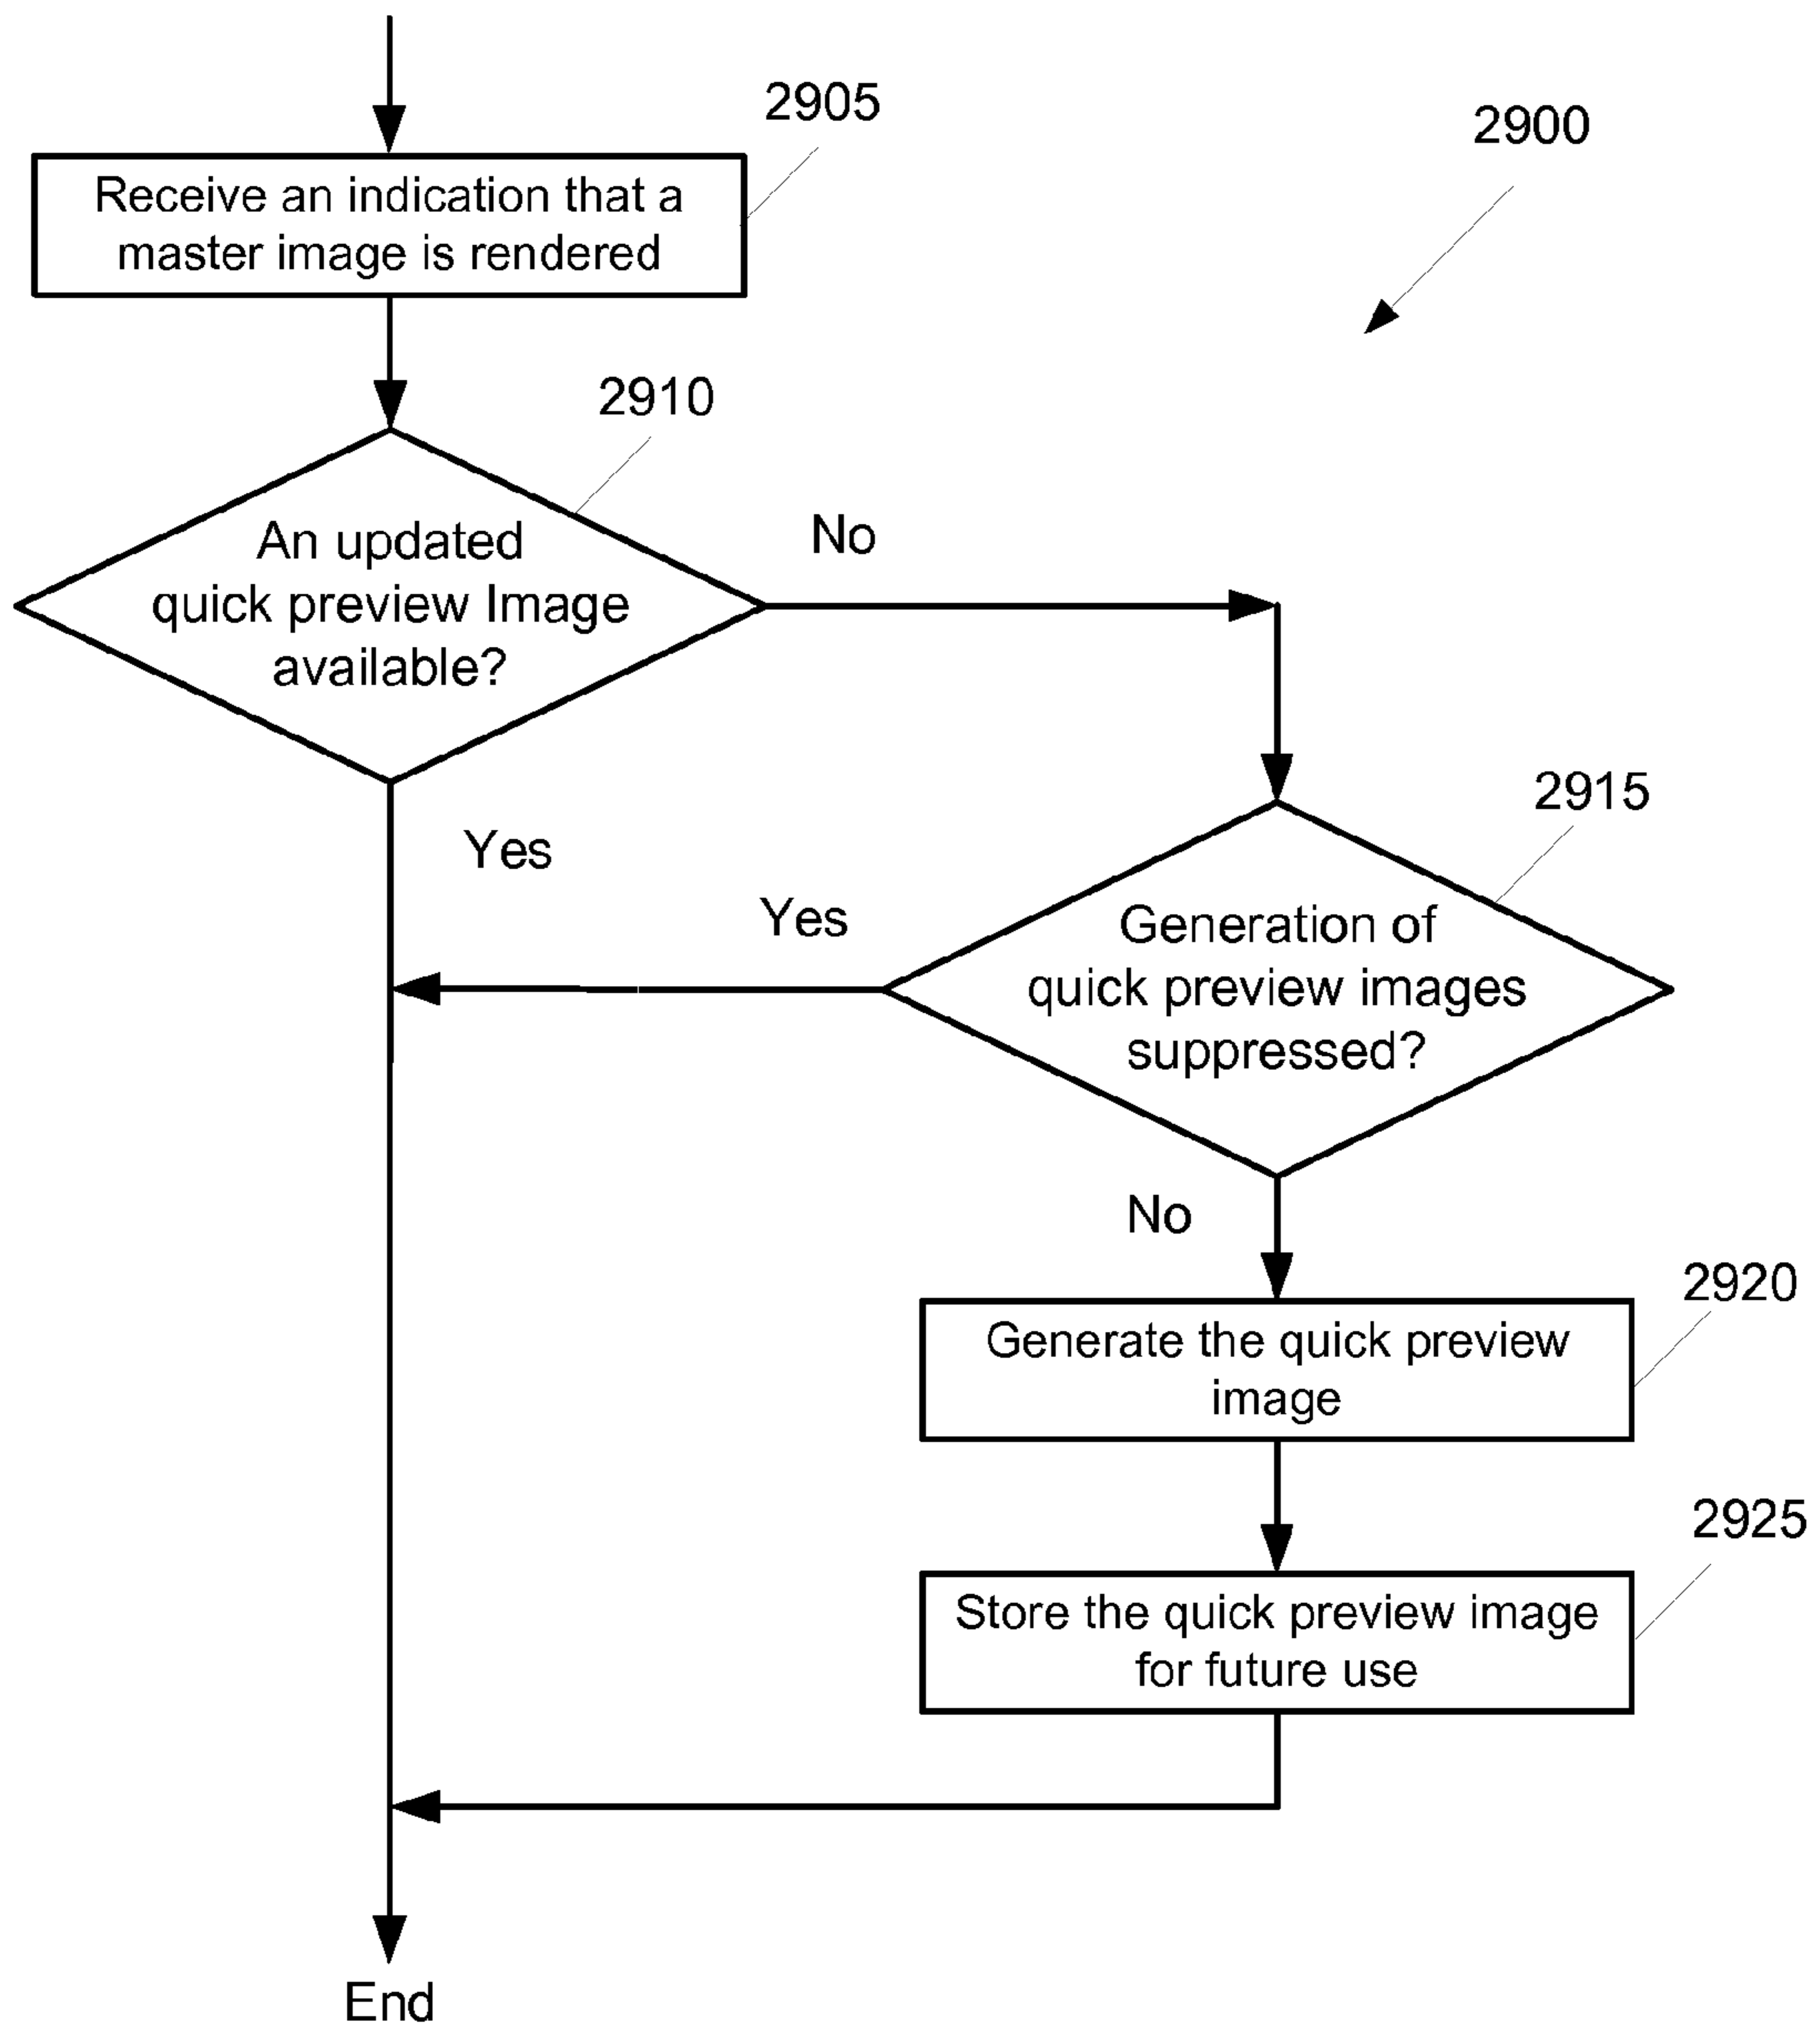 2905
2900
Receive an indication that a
master image is rendered
2910
An updated
quick preview Image
available?
No
Yes
2915
Yes
Generation of
quick preview images
suppressed?
No
2920
Generate the quick preview
image
2925
Store the quick preview image
for future use
End